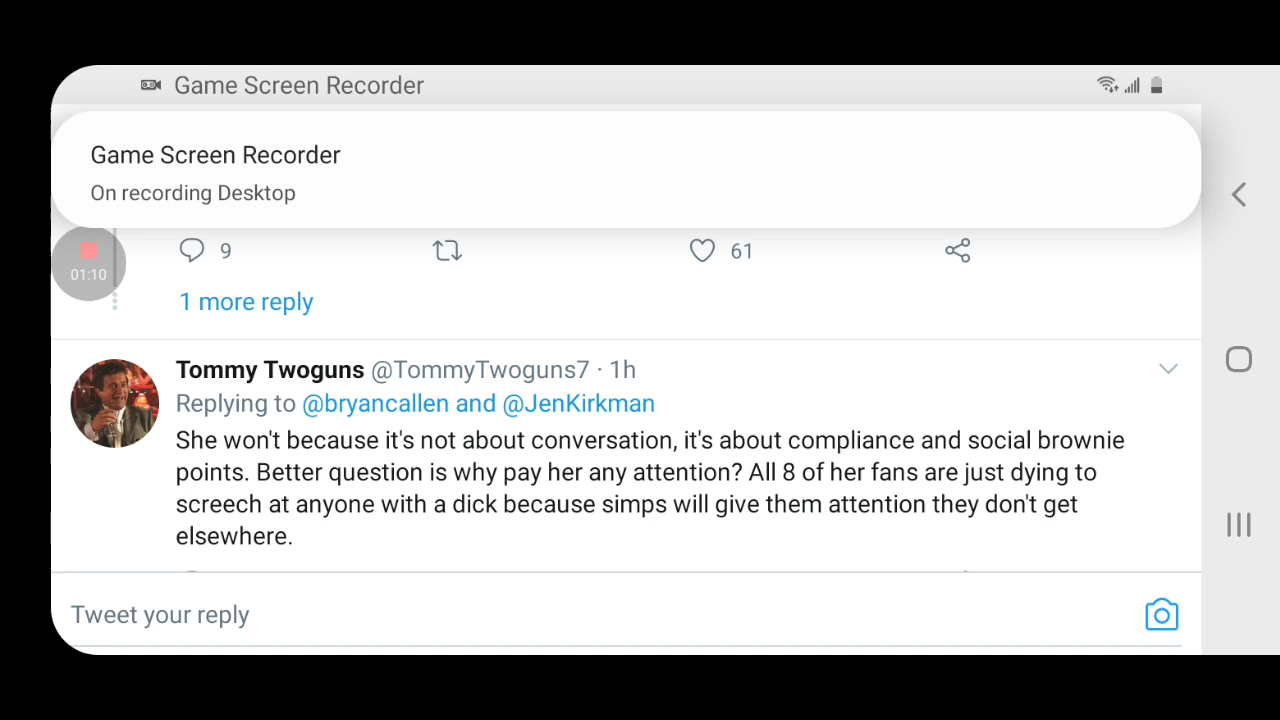 Game Screen Recorder
Game Screen Recorder
On recording Desktop
9
61
01:10
1 more reply
Tommy Twoguns @TommyTwoguns7 · 1h
Replying to @bryancallen and @JenKirkman
She won't because it's not about conversation, it's about compliance and social brownie
points. Better question is why pay her any attention? All 8 of her fans are just dying to
screech at anyone with a dick because simps will give them attention they don't get
elsewhere.
Tweet your reply